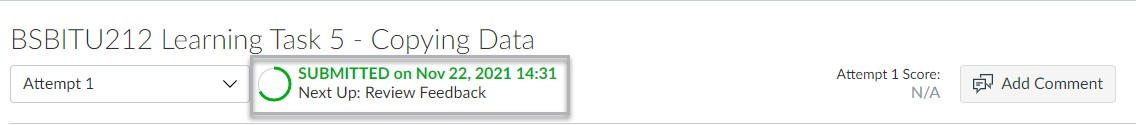 BSBITU212 Learning Task 5 - Copying Data
Attempt 1
SUBMITTED on Nov 22, 2021 14:31
Next Up: Review Feedback
Attempt 1 Score:
N/A
Add Comment